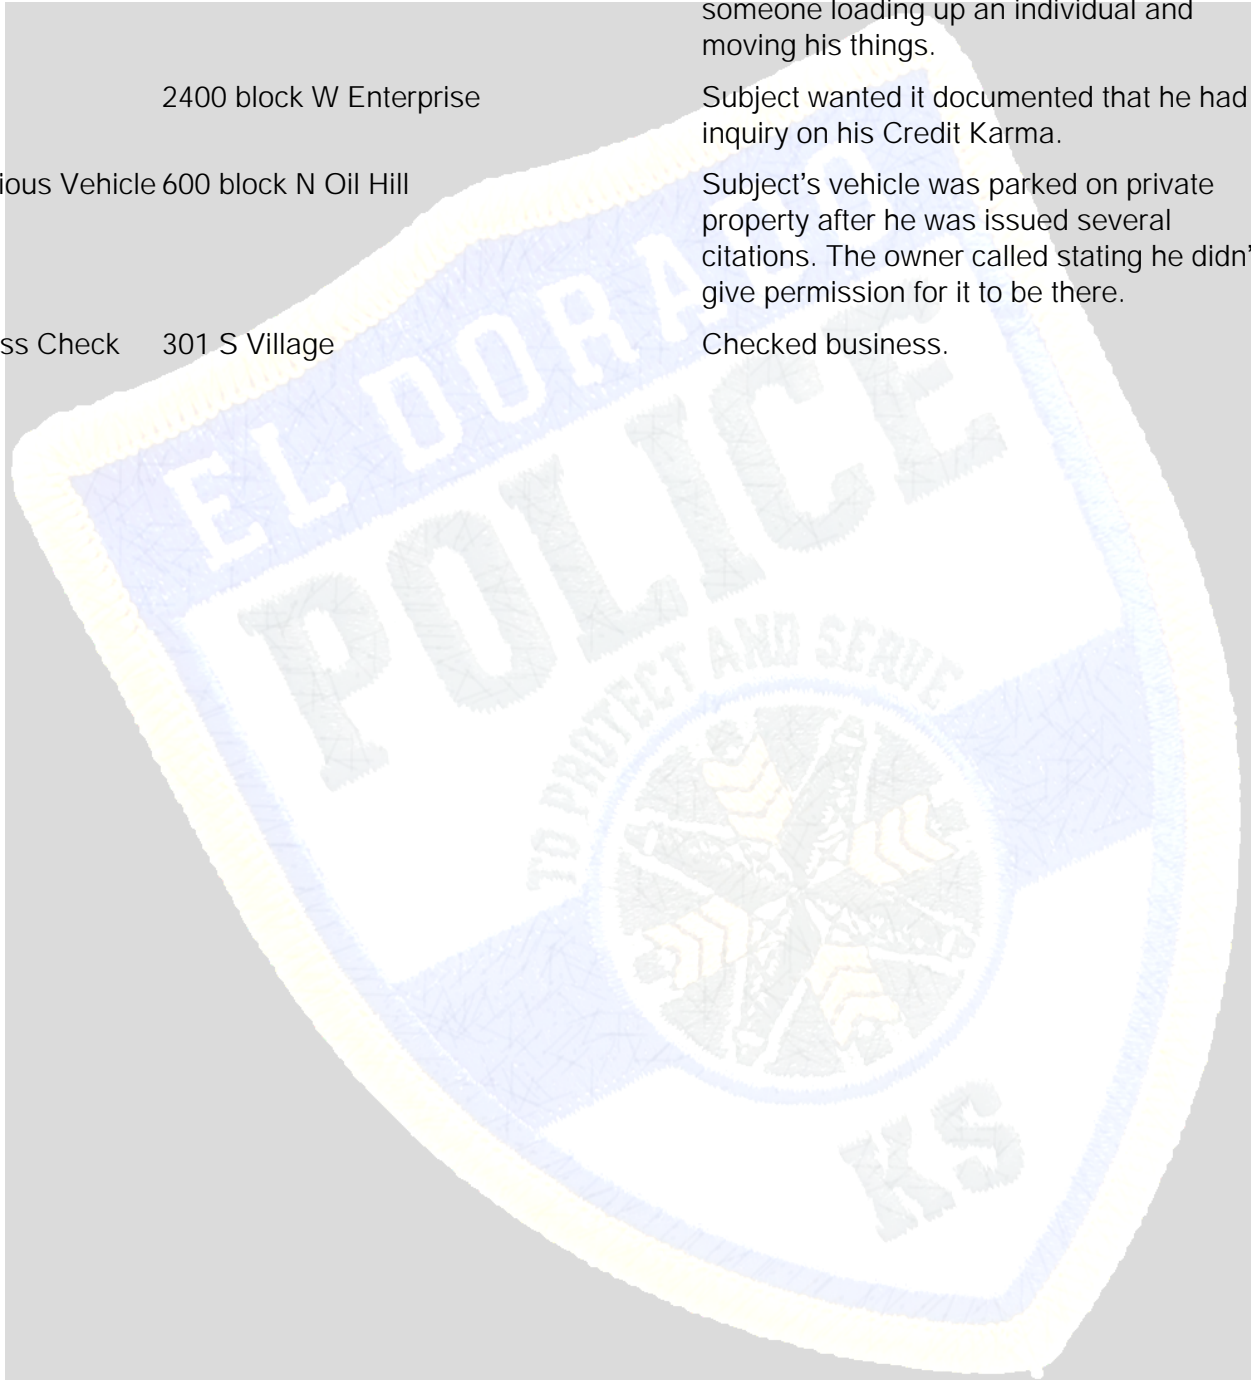 someone loading up an individual and
moving his things.
2400 block W Enterprise Subject wanted it documented that he had
inquiry on his Credit Karma.
ious Vehicle 600 block N Oil Hill Subject's vehicle was parked on private
property after he was issued several
citations. The owner called stating he didn'
give permission for it to be there.
ss Check 301 S Village Checked business.
EL DORADO
POLICE
TO PROTECT AND SERVE
KS